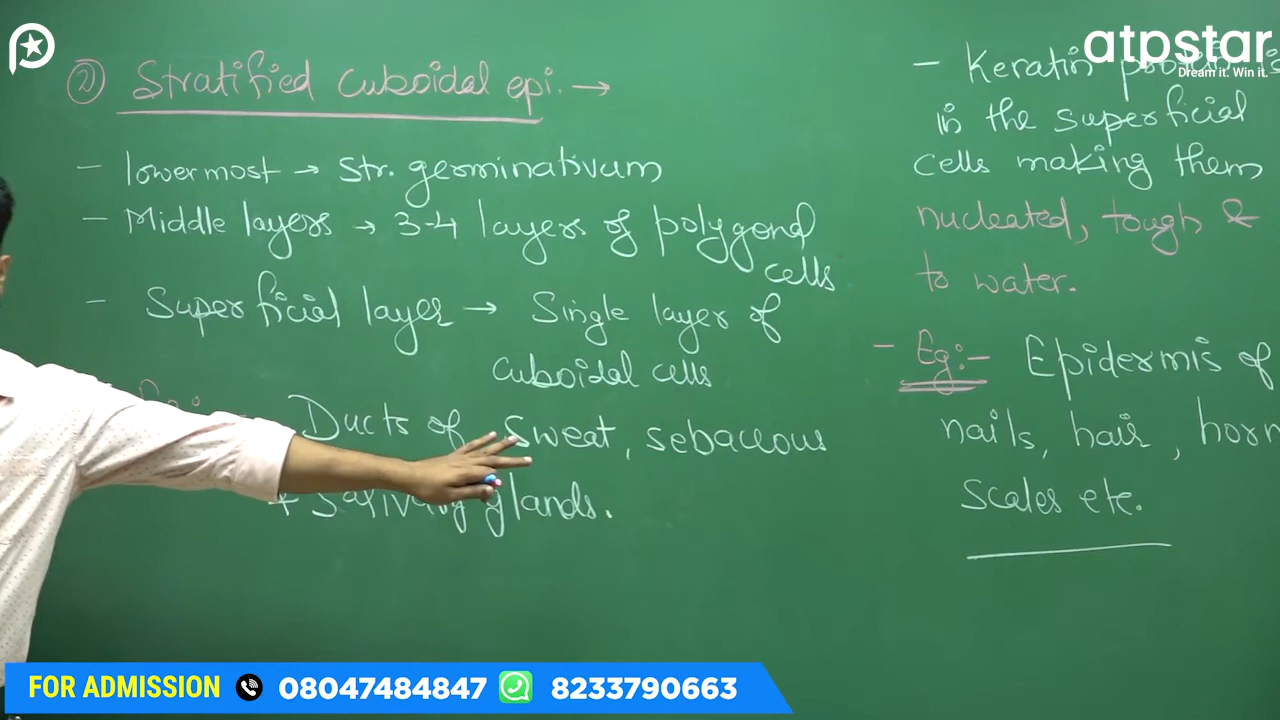 atpstar
Dream it. Win it.
② Stratified Cuboidal epi. →
- lowermost → Str. germinativum
- Middle layers → 3-4 layers of polygonal
cells
- Superficial layer → Single layer of
Cuboidal cells
Ducts of Sweat, sebaceous
+ Salivary glands.
- Keratin
in the superficial
cells making them
nucleated, tough &
to water.
- Eg:- Epidermis of
nails, hair, horn
Scales etc.
FOR ADMISSION 08047484847 8233790663